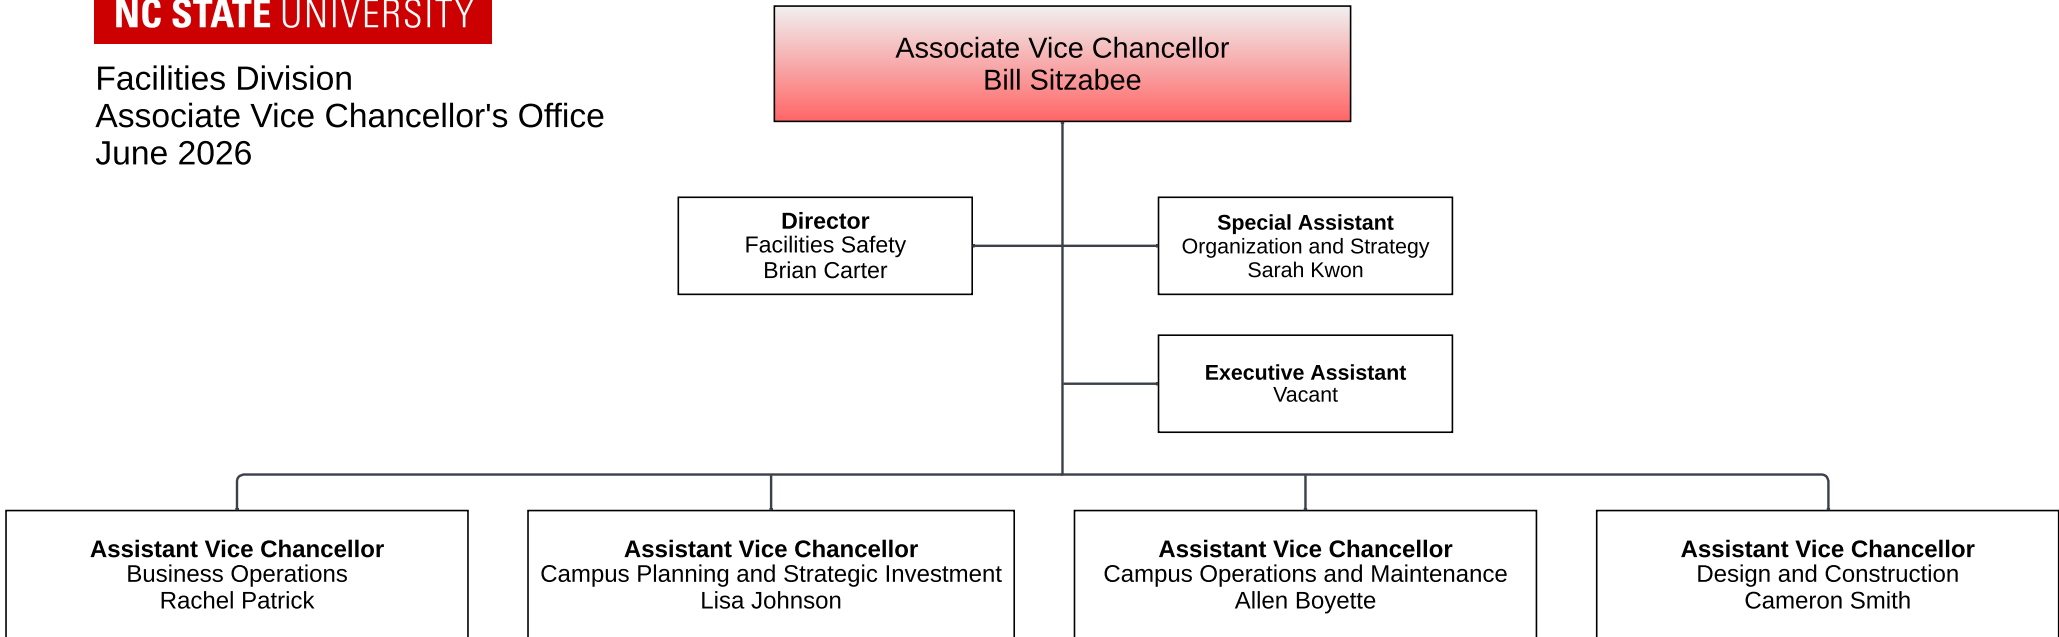 NC STATE UNIVERSITY
Facilities Division
Associate Vice Chancellor's Office
June 2026
Associate Vice Chancellor
Bill Sitzabee
Director
Facilities Safety
Brian Carter
Special Assistant
Organization and Strategy
Sarah Kwon
Executive Assistant
Vacant
Assistant Vice Chancellor
Business Operations
Rachel Patrick
Assistant Vice Chancellor
Campus Planning and Strategic Investment
Lisa Johnson
Assistant Vice Chancellor
Campus Operations and Maintenance
Allen Boyette
Assistant Vice Chancellor
Design and Construction
Cameron Smith